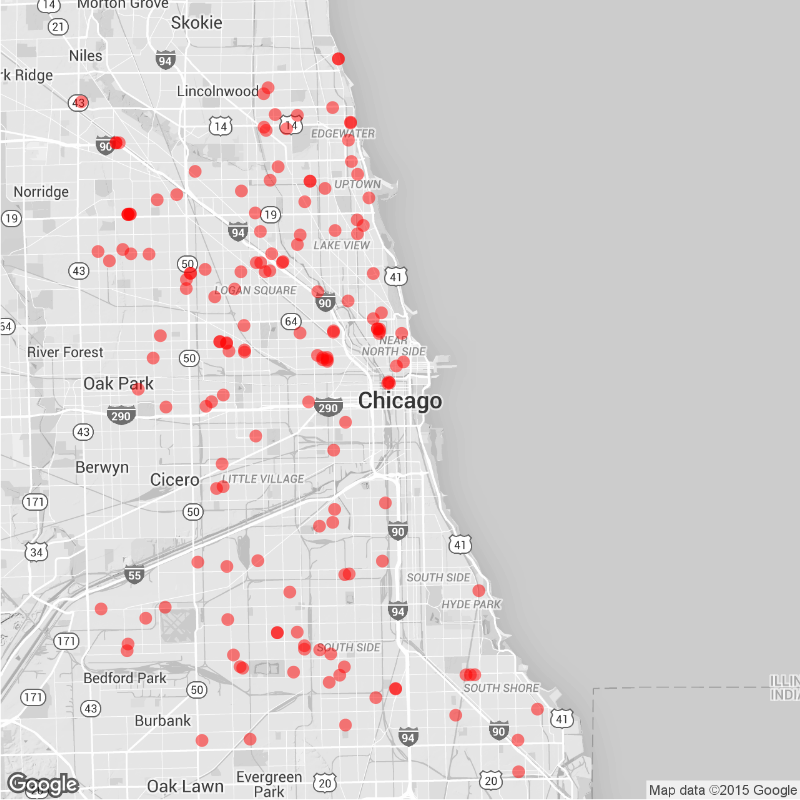 14
Morton Grove
21
Skokie
Niles
94
rk Ridge
Lincolnwood
43
14
14
EDGEWATER
90
Norridge
UPTOWN
19
19
94
LAKE VIEW
50
43
41
LOGAN SQUARE
90
64
64
NEAR
NORTH SIDE
River Forest
50
Oak Park
290
290
Chicago
43
Berwyn
Cicero
LITTLE VILLAGE
171
50
90
34
41
55
SOUTH SIDE
HYDE PARK
94
171
SOUTH SIDE
Bedford Park
ILLIN
INDIA
50
SOUTH SHORE
171
43
Burbank
41
90
94
Evergreen
Park
20
20
Oak Lawn
20
Google
Map data ©2015 Google